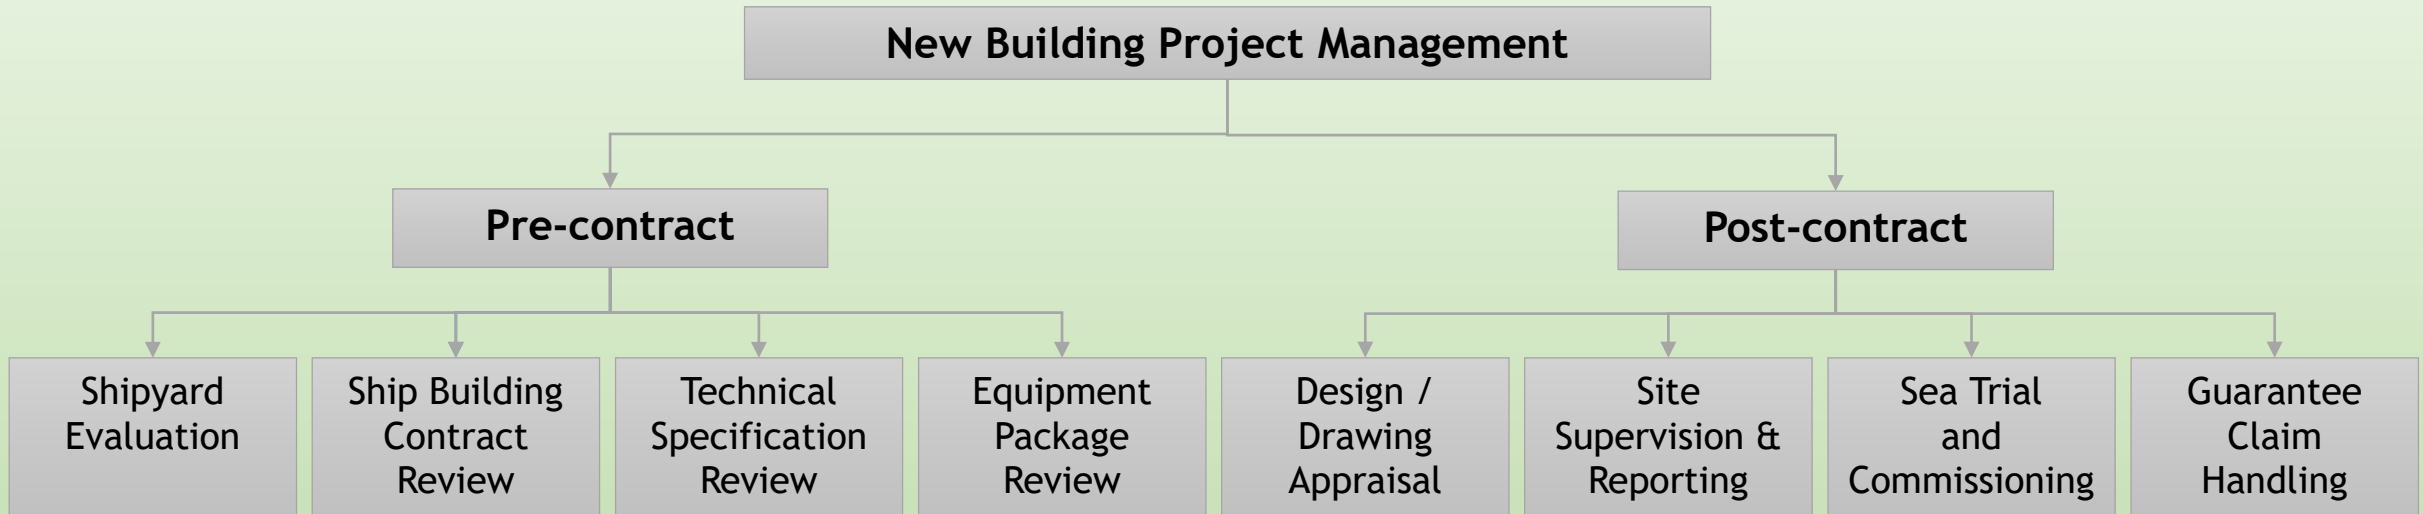 New Building Project Management
Pre-contract
Post-contract
Shipyard
Evaluation
Ship Building
Contract
Review
Technical
Specification
Review
Equipment
Package
Review
Design /
Drawing
Appraisal
Site
Supervision &
Reporting
Sea Trial
and
Commissioning
Guarantee
Claim
Handling